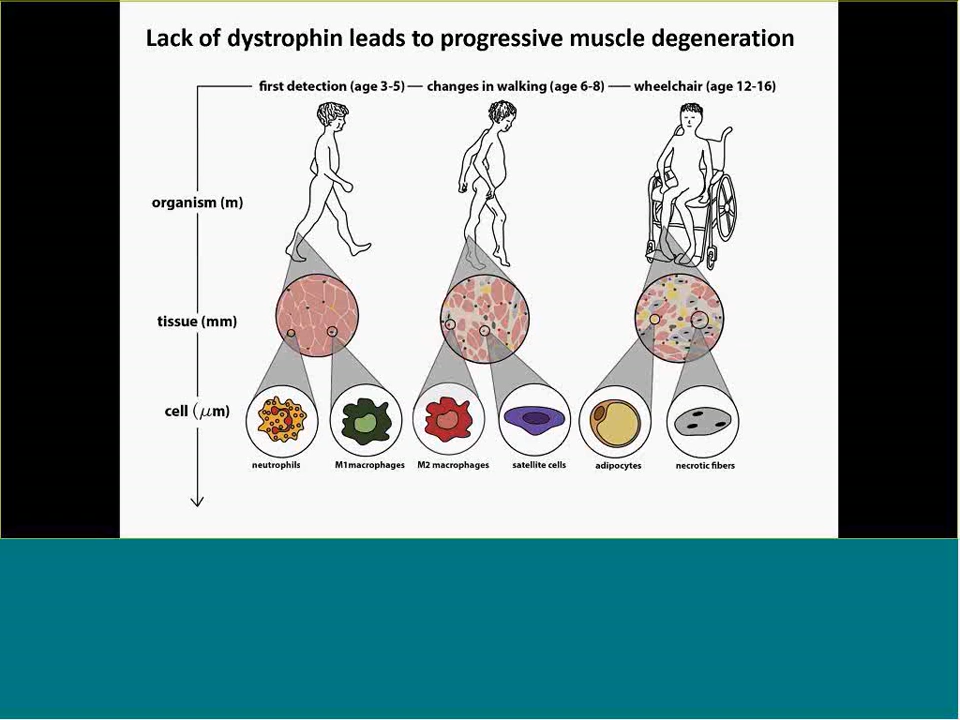 Lack of dystrophin leads to progressive muscle degeneration
first detection (age 3-5) — changes in walking (age 6-8) — wheelchair (age 12-16)
organism (m)
tissue (mm)
cell (μm)
neutrophils M1macrophages M2 macrophages satellite cells adipocytes necrotic fibers